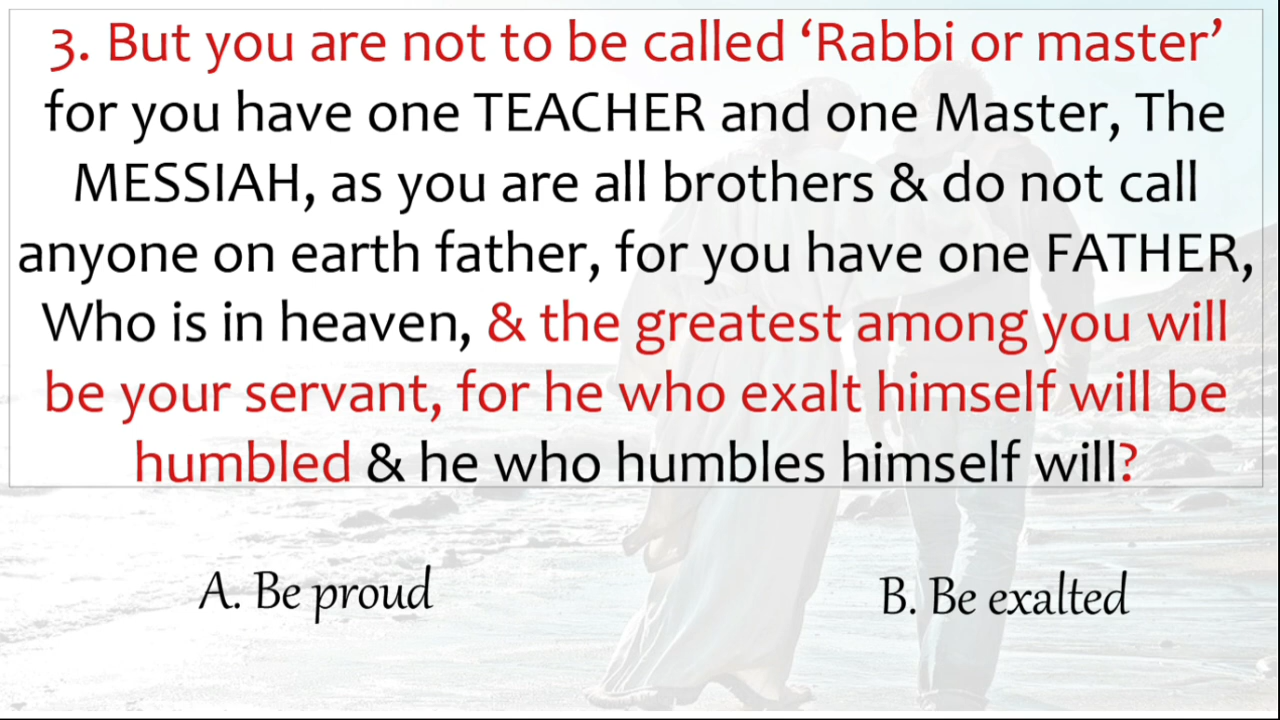 3. But you are not to be called ‘Rabbi or master’
for you have one TEACHER and one Master, The
MESSIAH, as you are all brothers & do not call
anyone on earth father, for you have one FATHER,
Who is in heaven, & the greatest among you will
be your servant, for he who exalt himself will be
humbled & he who humbles himself will?
A. Be proud
B. Be exalted